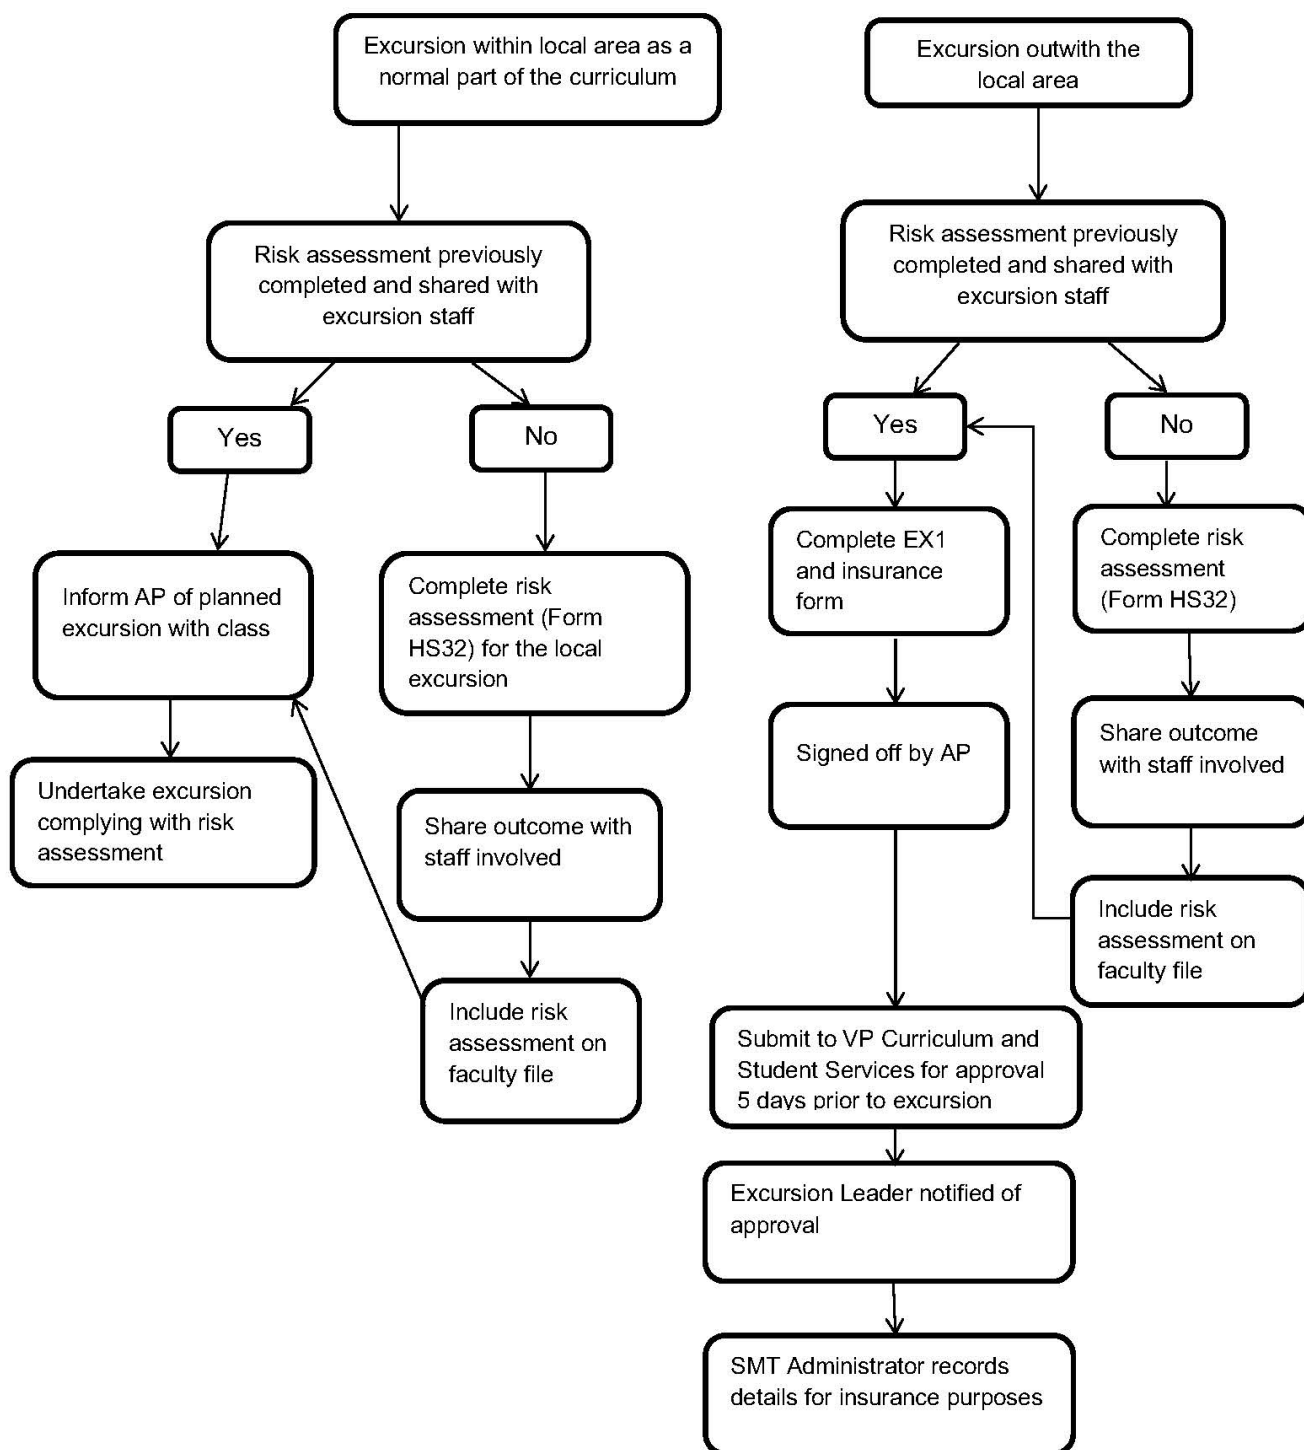 Excursion within local area as a
normal part of the curriculum
Risk assessment previously
completed and shared with
excursion staff
Yes
No
Inform AP of planned
excursion with class
Complete risk
assessment (Form
HS32) for the local
excursion
Undertake excursion
complying with risk
assessment
Share outcome with
staff involved
Include risk
assessment on
faculty file
Excursion outwith the
local area
Risk assessment previously
completed and shared with
excursion staff
Yes
No
Complete EX1
and insurance
form
Complete risk
assessment
(Form HS32)
Signed off by AP
Share outcome
with staff involved
Include risk
assessment on
faculty file
Submit to VP Curriculum and
Student Services for approval
5 days prior to excursion
Excursion Leader notified of
approval
SMT Administrator records
details for insurance purposes